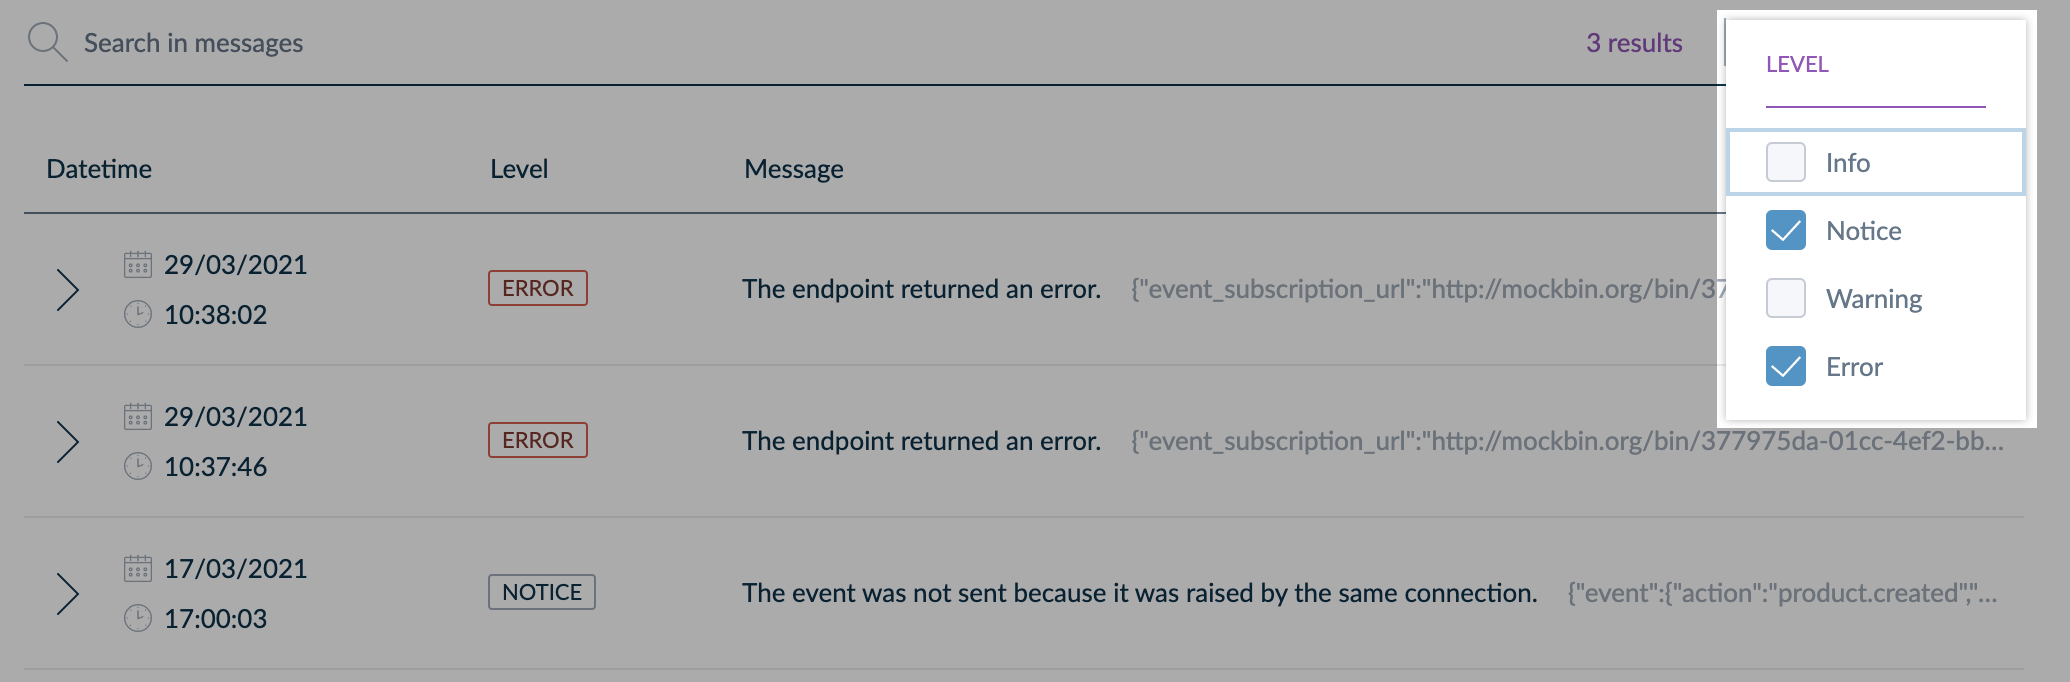 Search in messages
3 results
LEVEL
Info
Notice
Warning
Error
Datetime Level Message
29/03/2021
10:38:02
ERROR
The endpoint returned an error. {"event_subscription_url":"http://mockbin.org/bin/37
29/03/2021
10:37:46
ERROR
The endpoint returned an error. {"event_subscription_url":"http://mockbin.org/bin/377975da-01cc-4ef2-bb...
17/03/2021
17:00:03
NOTICE
The event was not sent because it was raised by the same connection. {"event":{"action":"product.created"","...